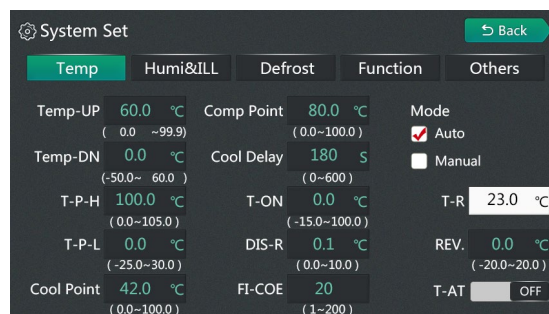 System Set
Back
Temp Humi&ILL Defrost Function Others
Temp-UP 60.0 ℃ Comp Point 80.0 ℃ Mode
( 0.0 ~99.9) ( 0.0~100.0 ) Auto
Temp-DN 0.0 ℃ Cool Delay 180 S Manual
(-50.0~ 60.0 ) ( 0~600 )
T-P-H 100.0 ℃ T-ON 0.0 ℃ T-R 23.0 ℃
( 0.0~105.0 ) ( -15.0~100.0 )
T-P-L 0.0 ℃ DIS-R 0.1 ℃ REV. 0.0 ℃
( -25.0~30.0 ) ( 0.0~10.0 ) ( -20.0~20.0 )
Cool Point 42.0 ℃ FI-COE 20 T-AT OFF
( 0.0~100.0 ) ( 1~200 )